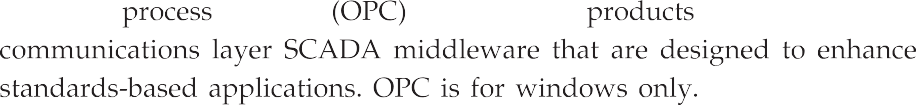 process (OPC) products
communications layer SCADA middleware that are designed to enhance
standards-based applications. OPC is for windows only.